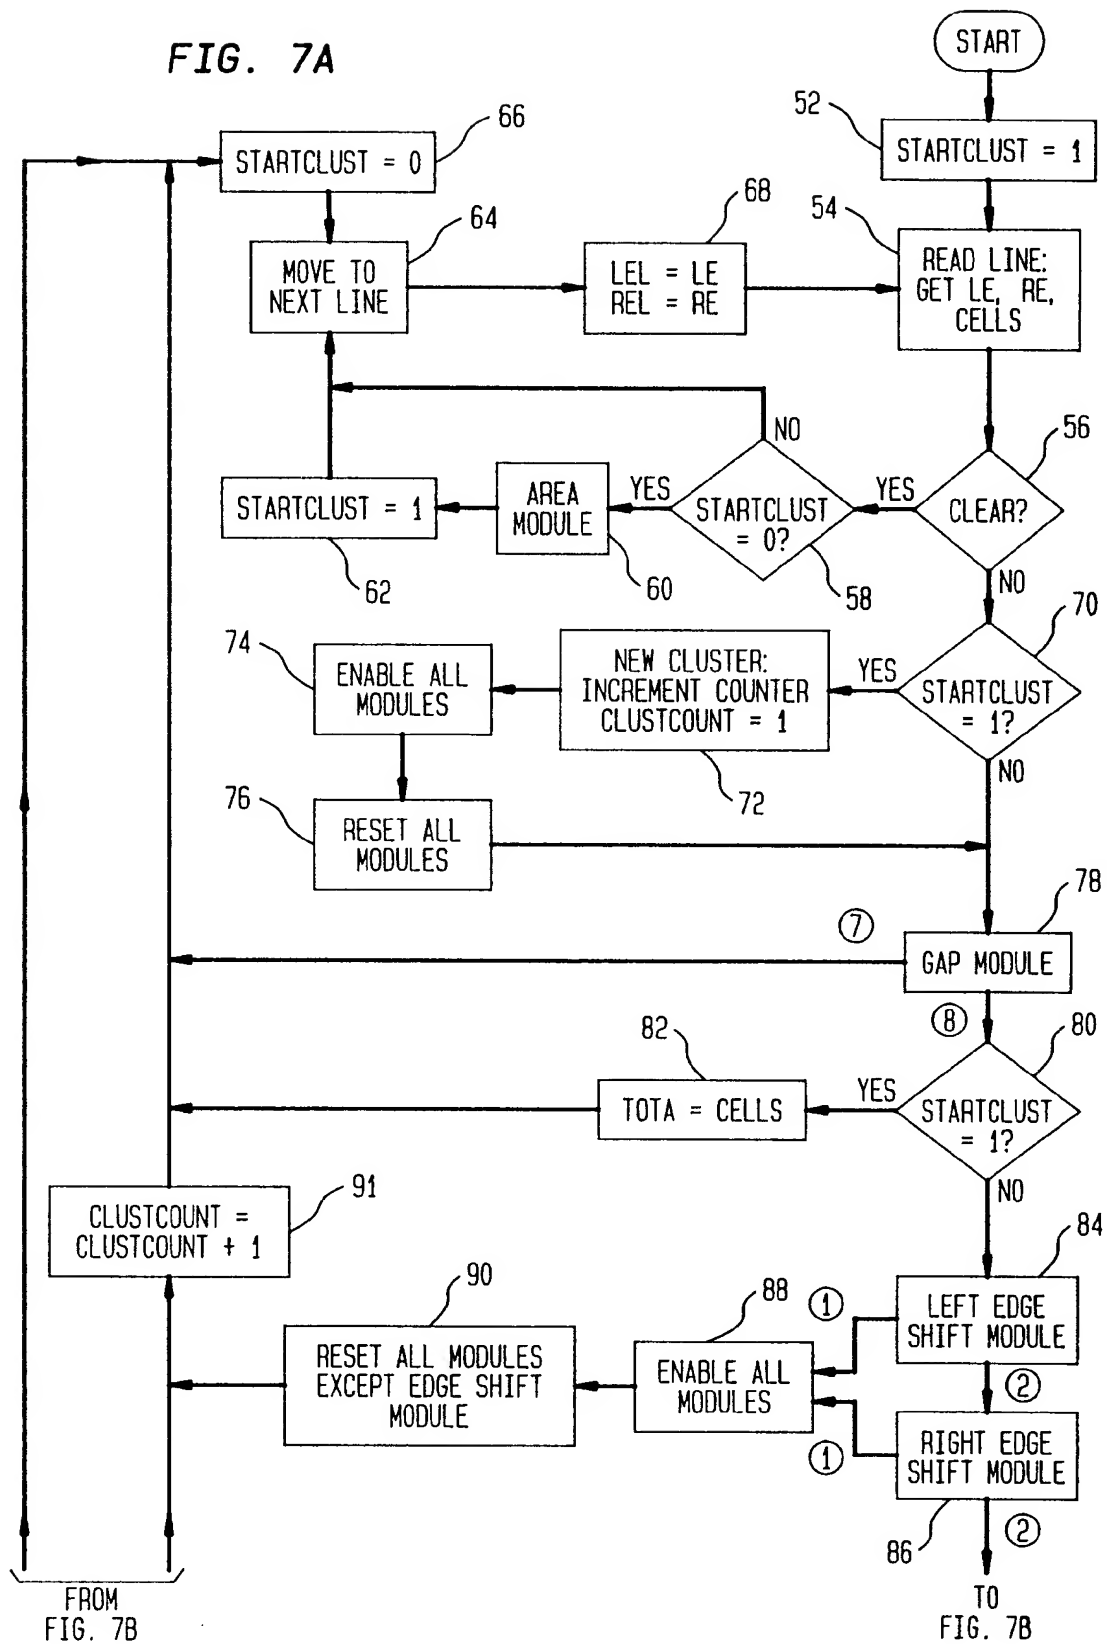 FIG. 7A
START
52
STARTCLUST = 1
66
STARTCLUST = 0
64
MOVE TO
NEXT LINE
68
LEL = LE
REL = RE
54
READ LINE:
GET LE, RE,
CELLS
56
CLEAR?
YES
NO
STARTCLUST
= 0?
58
NO
YES
AREA
MODULE
60
STARTCLUST = 1
62
70
STARTCLUST
= 1?
YES
NO
NEW CLUSTER:
INCREMENT COUNTER
CLUSTCOUNT = 1
72
74
ENABLE ALL
MODULES
76
RESET ALL
MODULES
78
GAP MODULE
7
8
80
STARTCLUST
= 1?
YES
NO
82
TOTA = CELLS
91
CLUSTCOUNT =
CLUSTCOUNT + 1
84
LEFT EDGE
SHIFT MODULE
1
2
88
ENABLE ALL
MODULES
90
RESET ALL MODULES
EXCEPT EDGE SHIFT
MODULE
RIGHT EDGE
SHIFT MODULE
1
86
2
FROM
FIG. 7B
TO
FIG. 7B